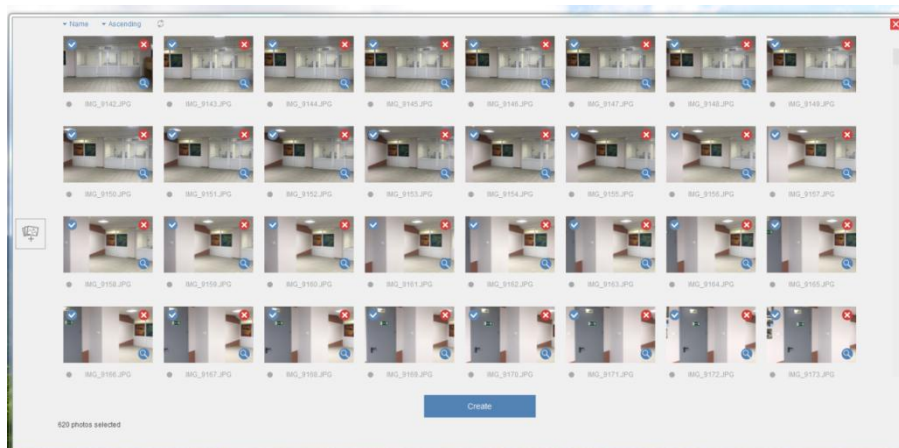 Name Ascending
IMG_9142.JPG IMG_9143.JPG IMG_9144.JPG IMG_9145.JPG IMG_9146.JPG IMG_9147.JPG IMG_9148.JPG IMG_9149.JPG
IMG_9150.JPG IMG_9151.JPG IMG_9152.JPG IMG_9153.JPG IMG_9154.JPG IMG_9155.JPG IMG_9156.JPG IMG_9157.JPG
IMG_9158.JPG IMG_9159.JPG IMG_9160.JPG IMG_9161.JPG IMG_9162.JPG IMG_9163.JPG IMG_9164.JPG IMG_9165.JPG
IMG_9166.JPG IMG_9167.JPG IMG_9168.JPG IMG_9169.JPG IMG_9170.JPG IMG_9171.JPG IMG_9172.JPG IMG_9173.JPG
Create
620 photos selected